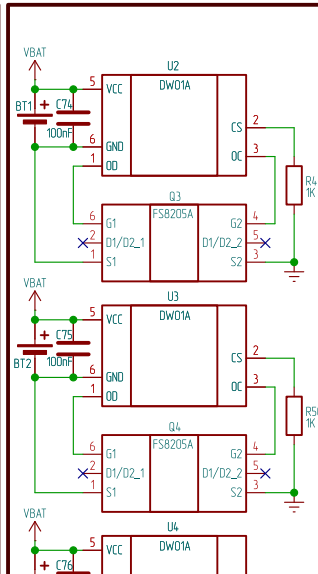 VBAT
U2
DW01A
BT1
+
C74
100nF
5
VCC
6
GND
1
OD
CS
2
OC
3
R4
1K
Q3
FS8205A
6
G1
2
D1/D2_1
1
S1
G2
4
D1/D2_2
5
S2
3
VBAT
U3
DW01A
BT2
+
C75
100nF
5
VCC
6
GND
1
OD
CS
2
OC
3
1K
Q4
FS8205A
6
G1
2
D1/D2_1
1
S1
G2
4
D1/D2_2
5
S2
3
VBAT
U4
DW01A
+
C76
5
VCC